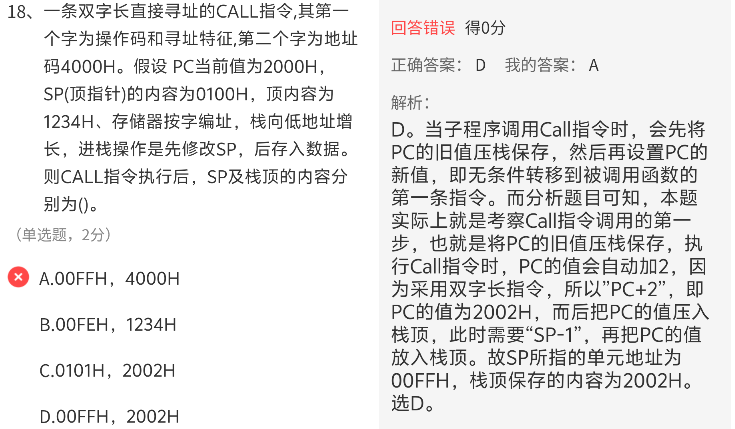 18、一条双字长直接寻址的CALL指令,其第一
个字为操作码和寻址特征,第二个字为地址
码4000H。假设 PC当前值为2000H，
SP(顶指针)的内容为0100H，顶内容为
1234H、存储器按字编址，栈向低地址增
长，进栈操作是先修改SP，后存入数据。
则CALL指令执行后，SP及栈顶的内容分
别为()。
（单选题，2分）
A.00FFH，4000H
B.00FEH，1234H
C.0101H，2002H
D.00FFH，2002H
回答错误 得0分
正确答案： D 我的答案： A
解析：
D。当子程序调用Call指令时，会先将
PC的旧值压栈保存，然后再设置PC的
新值，即无条件转移到被调用函数的
第一条指令。而分析题目可知，本题
实际上就是考察Call指令调用的第一
步，也就是将PC的旧值压栈保存，执
行Call指令时，PC的值会自动加2，因
为采用双字长指令，所以”PC+2”，即
PC的值为2002H，而后把PC的值压入
栈顶，此时需要“SP-1”，再把PC的值
放入栈顶。故SP所指的单元地址为
00FFH，栈顶保存的内容为2002H。
选D。